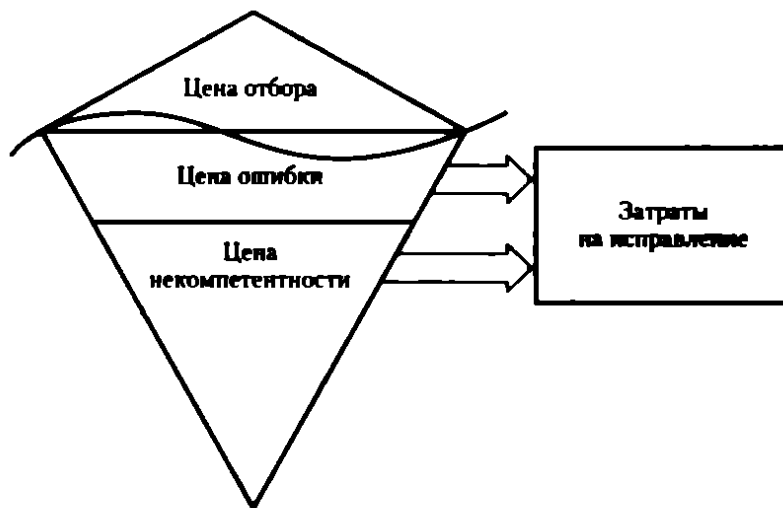 Цена отбора
Цена ошибки
Цена
некомпетентности
Затраты
на исправление